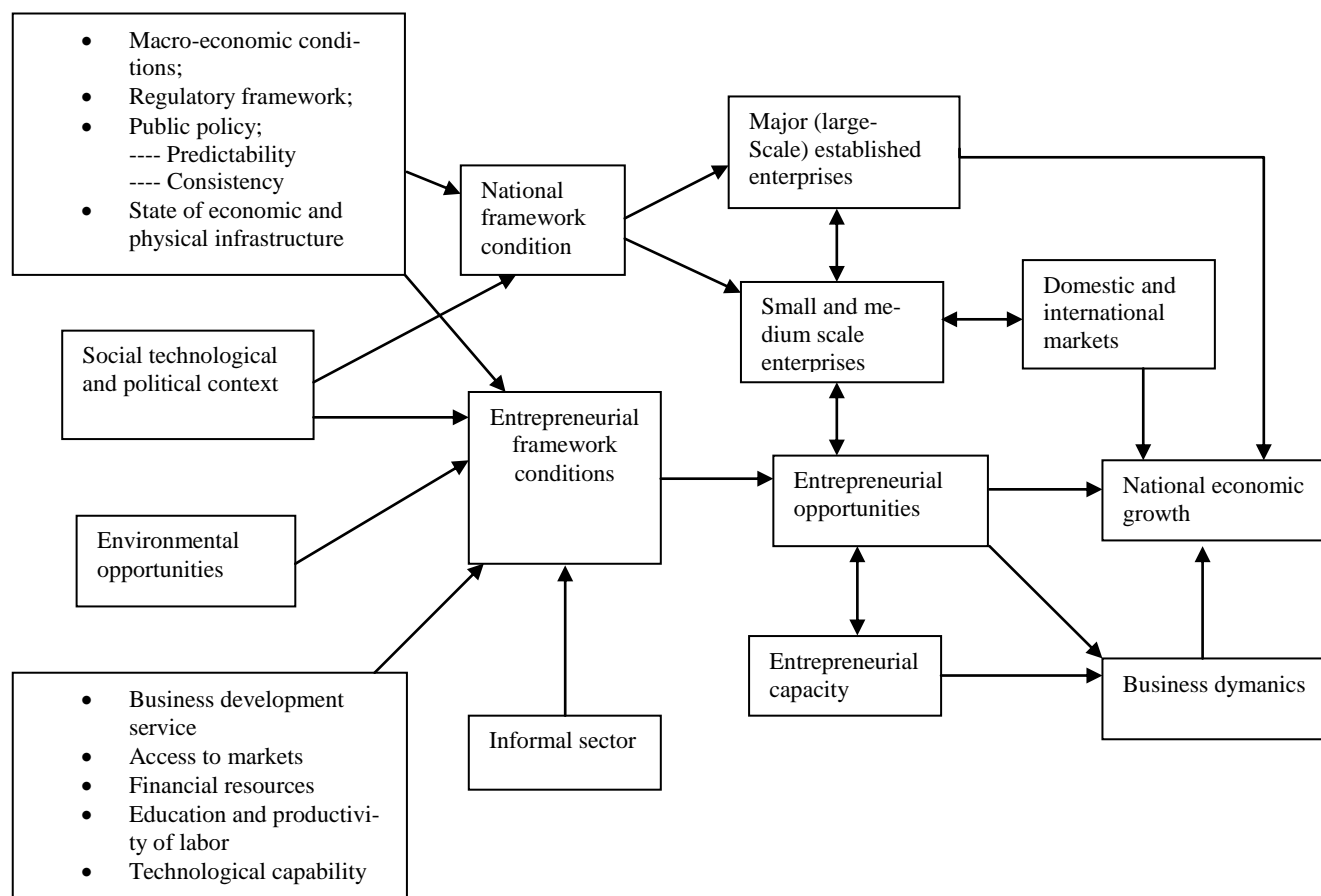 • Macro-economic condi-
tions;
• Regulatory framework;
• Public policy;
---- Predictability
---- Consistency
• State of economic and
physical infrastructure
National
framework
condition
Major (large-
Scale) established
enterprises
Small and me-
dium scale
enterprises
Domestic and
international
markets
Social technological
and political context
Entrepreneurial
framework
conditions
Entrepreneurial
opportunities
National economic
growth
Environmental
opportunities
Entrepreneurial
capacity
Business dymanics
Informal sector
• Business development
service
• Access to markets
• Financial resources
• Education and productivi-
ty of labor
• Technological capability